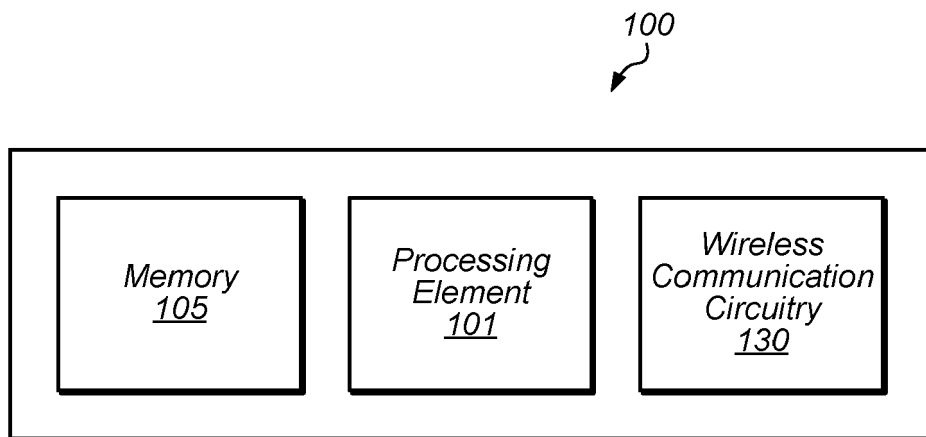 100
Memory
105
Processing
Element
101
Wireless
Communication
Circuitry
130